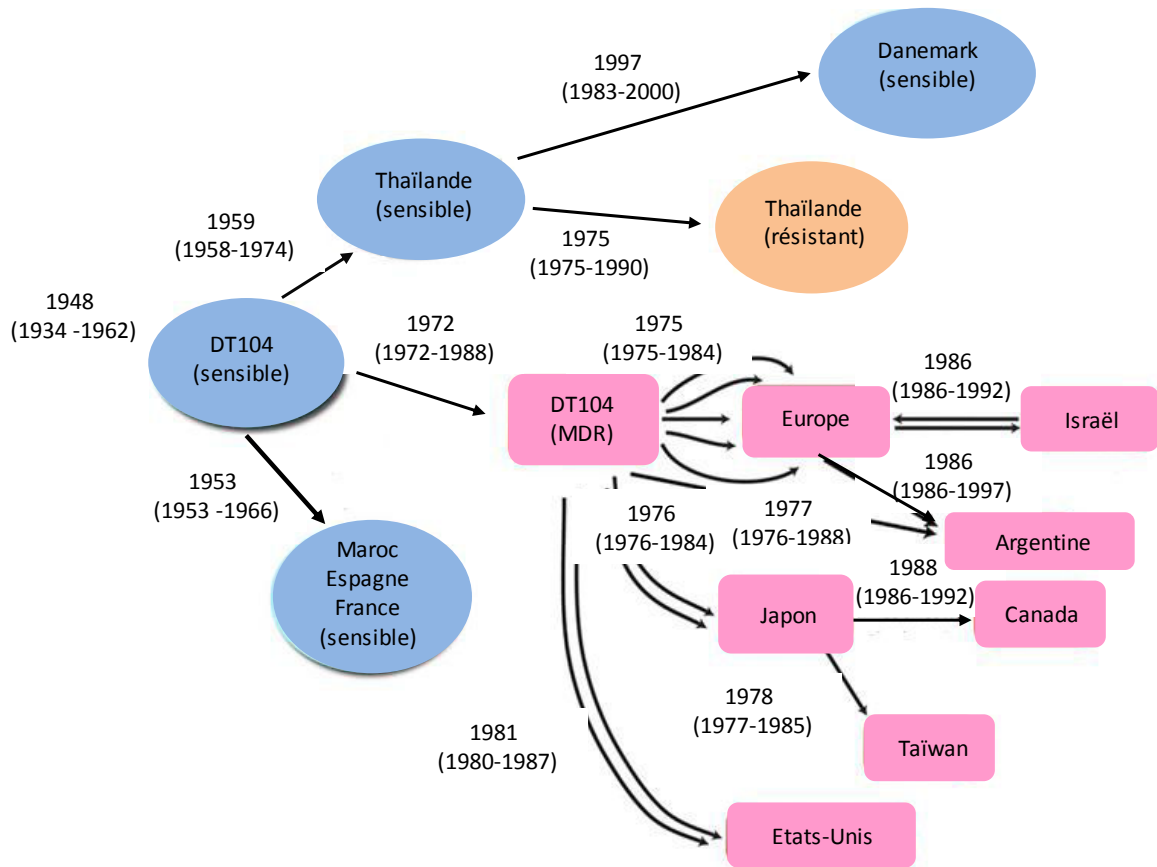 Danemark
(sensible)
1997
(1983-2000)
Thaïlande
(sensible)
Thaïlande
(résistant)
1959
(1958-1974)
1975
(1975-1990)
1948
(1934 -1962)
DT104
(sensible)
1972
(1972-1988)
1975
(1975-1984)
1986
(1986-1992)
DT104
(MDR)
Europe
Israël
1953
(1953 -1966)
1976
(1976-1984)
1977
(1976-1988)
1986
(1986-1997)
Argentine
Maroc
Espagne
France
(sensible)
1988
(1986-1992)
Japon
Canada
1978
(1977-1985)
1981
(1980-1987)
Taïwan
Etats-Unis